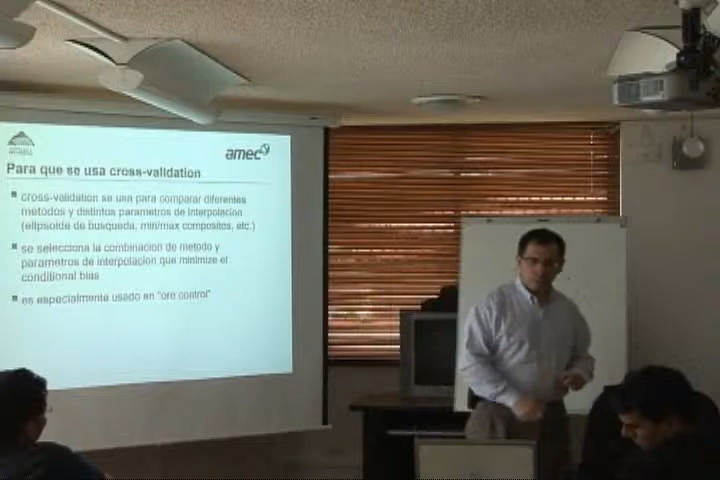 amec
Para que se usa cross-validation
cross-validation se usa para comparar diferentes
metodos y distintos parametros de interpolacion
(elipsoide de busqueda, min/max compositos, etc.)
se selecciona la combinacion de metodo y
parametros de interpolacion que minimize el
conditional bias
es especialmente usado en "ore control"